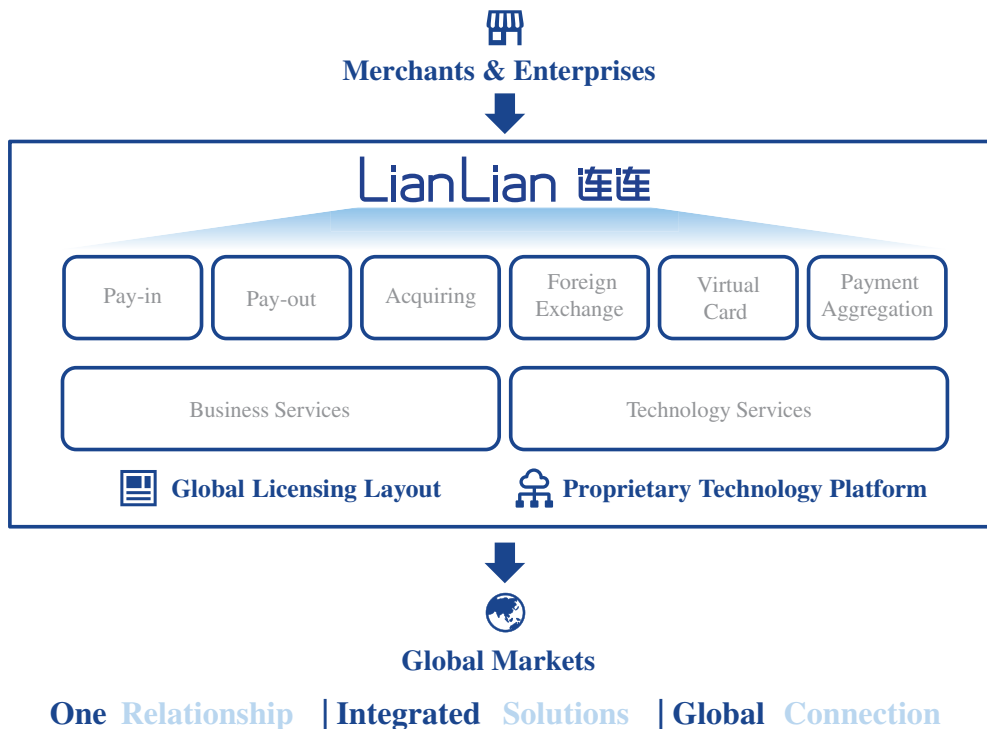 Merchants & Enterprises
LianLian 连连
Pay-in
Pay-out
Acquiring
Foreign
Exchange
Virtual
Card
Payment
Aggregation
Business Services
Technology Services
Global Licensing Layout
Proprietary Technology Platform
Global Markets
One Relationship | Integrated Solutions | Global Connection